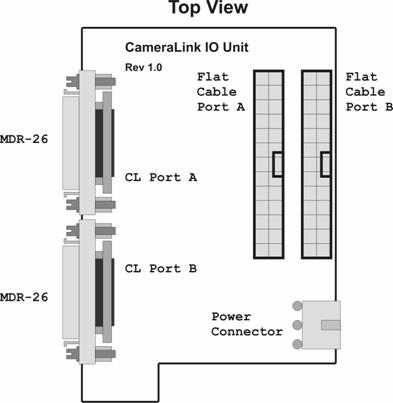 Top View
CameraLink IO Unit
Rev 1.0
Flat
Cable
Port A
Flat
Cable
Port B
MDR-26
CL Port A
CL Port B
MDR-26
Power
Connector